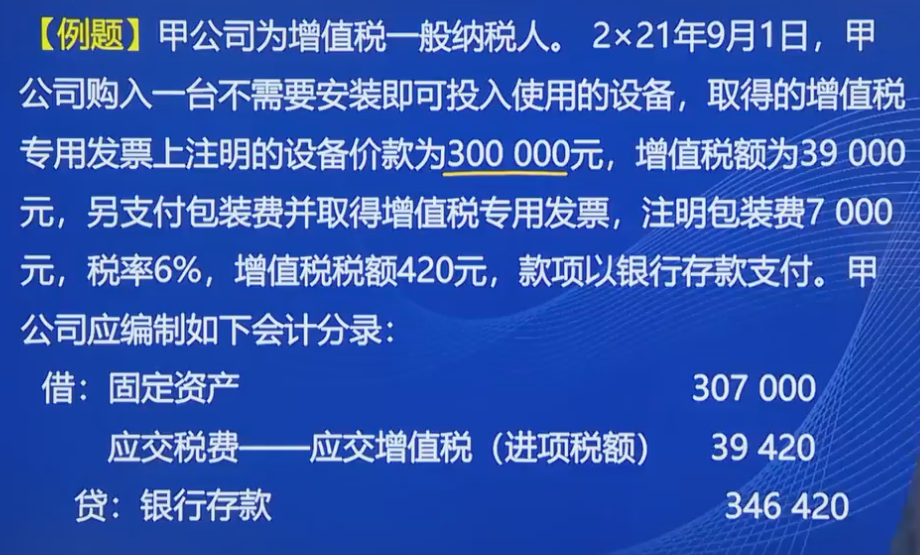 【例题】甲公司为增值税一般纳税人。 2×21年9月1日，甲
公司购入一台不需要安装即可投入使用的设备，取得的增值税
专用发票上注明的设备价款为300 000元，增值税额为39 000
元，另支付包装费并取得增值税专用发票，注明包装费7 000
元，税率6%，增值税税额420元，款项以银行存款支付。甲
公司应编制如下会计分录：
借：固定资产 307 000
应交税费——应交增值税（进项税额） 39 420
贷：银行存款 346 420